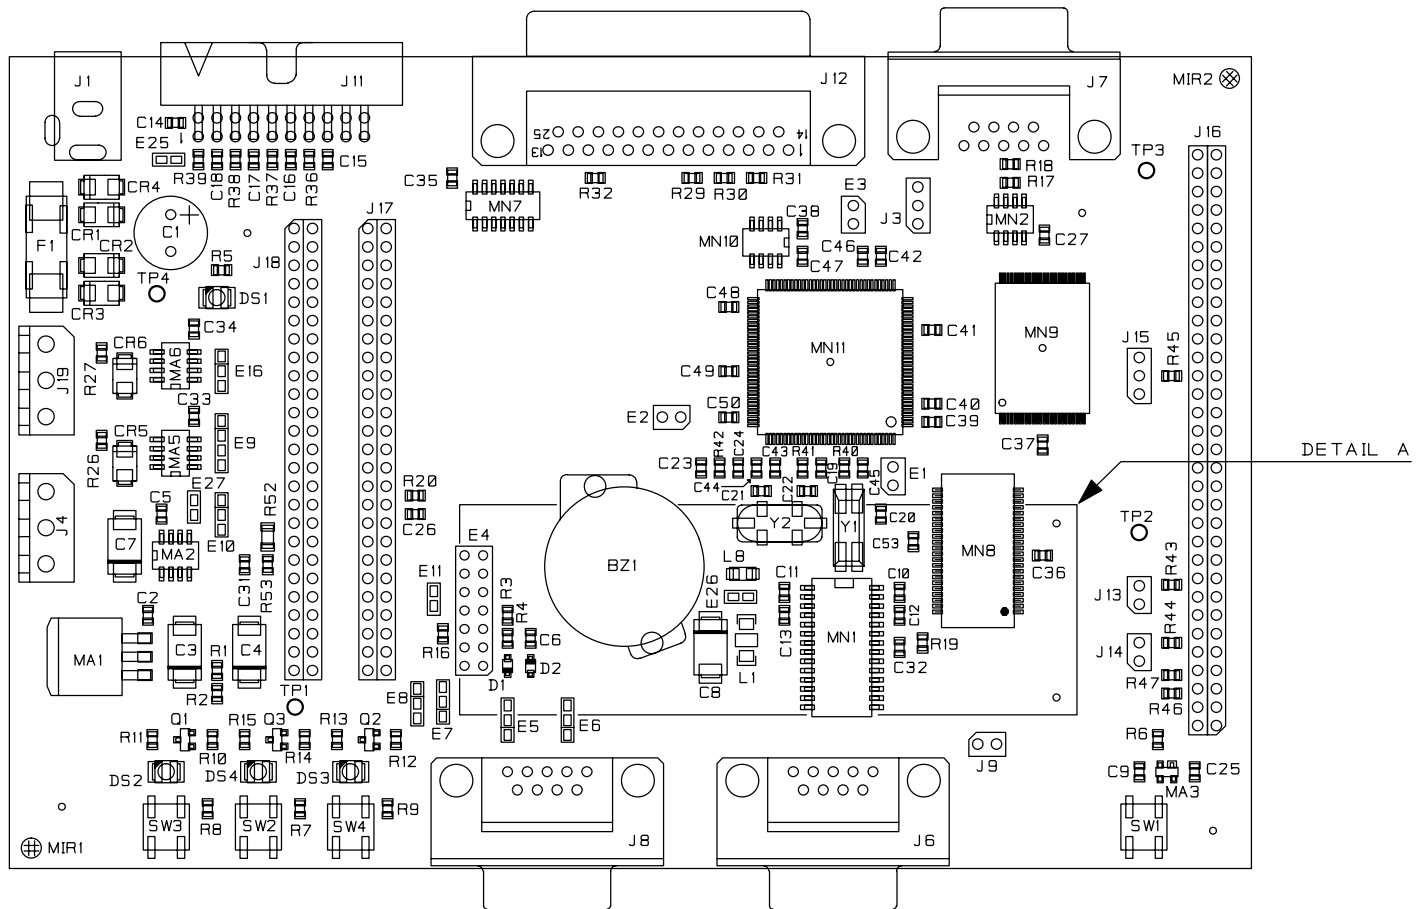 J1
J11
J12
J7
MIR2
C14
E25
25
14
13
1
J16
R39
C18
R38
C17
R37
C16
R36
C15
C35
MN7
R32
R29
R30
R31
E3
J3
R18
R17
MN2
C27
TP3
CR4
CR1
CR2
CR3
F1
C1
TP4
R5
DS1
J18
J17
MN10
C38
C47
C46
C42
C34
C48
MN11
C41
MN9
J15
R45
J19
R27
CR6
MA6
E16
C33
C49
C50
E2
C40
C39
C37
R26
CR5
MA5
E9
E27
C23
R42
C24
C43
R41
C19
R40
C45
E1
C44
C21
C22
DETAIL A
J4
C5
C7
MA2
E10
R52
R20
C26
E4
Y2
Y1
C20
C53
MN8
C36
TP2
C31
R53
E11
BZ1
L8
E26
C11
C13
C10
C12
R43
J13
R44
C2
MA1
C3
R1
R2
C4
R16
R3
R4
C6
D1
D2
C8
L1
MN1
C32
R19
J14
R47
R46
TP1
E8
E7
E5
E6
R11
Q1
R10
R15
Q3
R14
R13
Q2
R12
DS2
DS4
DS3
J9
R6
C9
C25
MA3
SW3
R8
SW2
R7
SW4
R9
J8
J6
SW1
MIR1